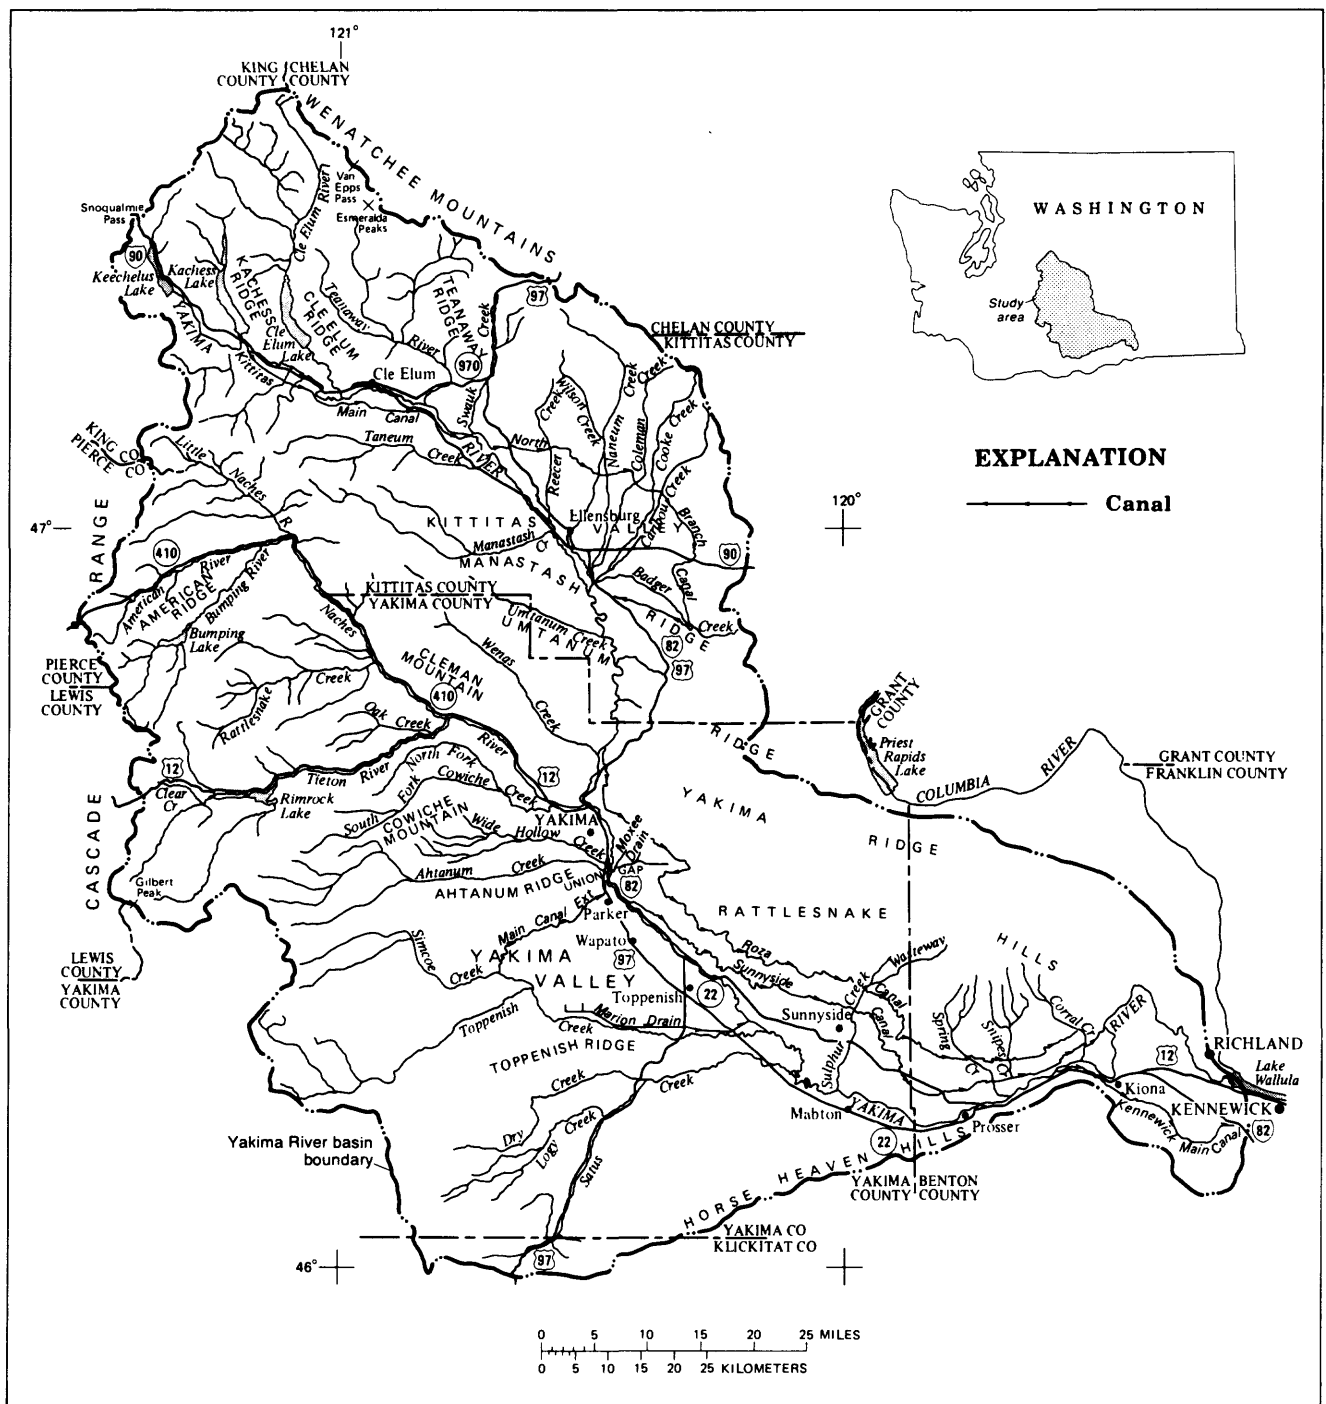 121°
KING
COUNTY
CHELAN
COUNTY
WENATCHEE MOUNTAINS
Snoqualmie
Pass
Van
Epps
Pass
Esmeralda
Peaks
Cle Elum River
90
Keechelus
Lake
Kachess
Lake
KACHESS
RIDGE
CLE ELUM
RIDGE
Cle
Elum
Lake
Teanaway
River
TEANAWAY
RIDGE
Creek
97
970
YAKIMA
Kittitas
Cle Elum
Main
Canal
Swauk
CHELAN COUNTY
KITTITAS COUNTY
WASHINGTON
Study
area
EXPLANATION
Canal
KING CO
PIERCE CO
Little
Naches
R
Taneum
Creek
RIVER
North
Creek
Wilson
Creek
Naneum
Creek
Coleman
Creek
Cooke
Creek
Reecer
Caribou
Creek
Branch
Canal
47°
120°
KITTITAS
VALLEY
Ellensburg
Manastash
Cr
MANASTASH
RIDGE
90
Badger
Creek
410
American
River
AMERICAN
RIDGE
Bumping River
Bumping
Lake
RANGE
KITTITAS COUNTY
YAKIMA COUNTY
Naches
Umtanum Creek
UMTANUM
RIDGE
82
97
Wenas
Creek
CLEMAN
MOUNTAIN
410
PIERCE
COUNTY
LEWIS
COUNTY
Rattlesnake
Creek
Oak
Creek
River
GRANT
COUNTY
Priest
Rapids
Lake
COLUMBIA
RIVER
GRANT COUNTY
FRANKLIN COUNTY
12
Clear
Cr
Tieton
River
Rimrock
Lake
North
Fork
Cowiche
Creek
South
Fork
COWICHE
MOUNTAIN
12
YAKIMA
Wide
Hollow
Creek
Moxee
Drain
YAKIMA
RIDGE
CASCADE
Gilbert
Peak
Ahtanum
Creek
AHTANUM RIDGE
UNION
GAP
82
Parker
Main Canal Ext
RATTLESNAKE
HILLS
LEWIS
COUNTY
YAKIMA
COUNTY
Simcoe
Creek
YAKIMA
VALLEY
Wapato
97
Toppenish
22
Roza
Canal
Sunnyside
Canal
Sunnyside
Creek
Wasteway
Sulphur
Toppenish
Creek
Marion Drain
TOPPENISH RIDGE
Spring
Cr
Snipes
Cr
Corral Cr
RIVER
12
RICHLAND
Lake
Wallula
KENNEWICK
82
Kiona
Kennewick
Main Canal
Dry
Creek
Creek
Logy
Creek
Satus
Mabton
YAKIMA
Prosser
22
HORSE HEAVEN HILLS
YAKIMA
COUNTY
BENTON
COUNTY
Yakima River basin
boundary
YAKIMA CO
KLICKITAT CO
97
46°
0 5 10 15 20 25 MILES
0 5 10 15 20 25 KILOMETERS